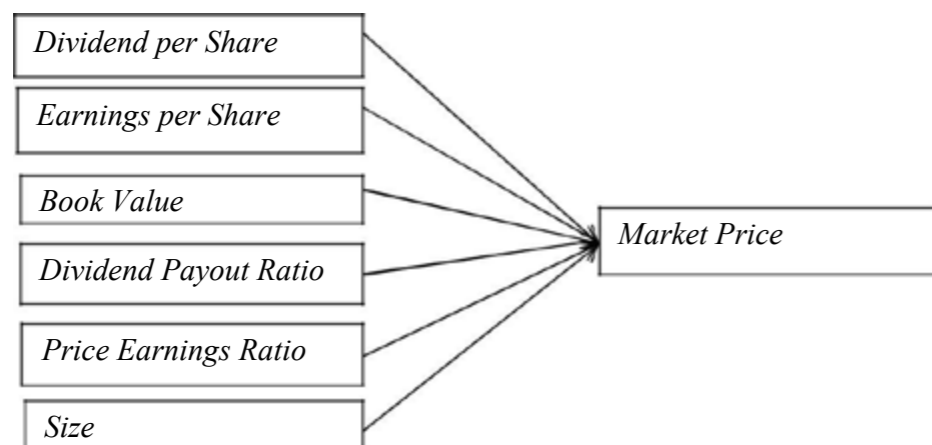 Dividend per Share
Earnings per Share
Book Value
Market Price
Dividend Payout Ratio
Price Earnings Ratio
Size